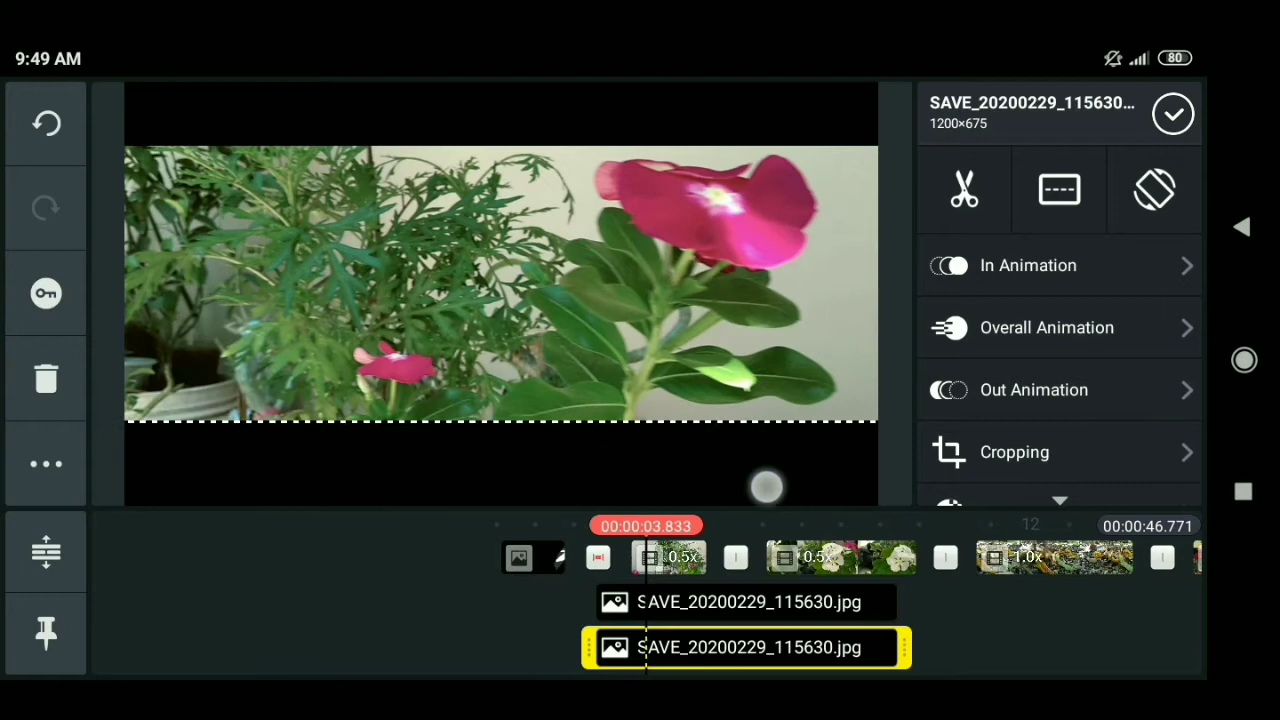 9:49 AM
80
SAVE_20200229_115630...
1200×675
In Animation
Overall Animation
Out Animation
Cropping
00:00:03.833
12
00:00:46.771
0.5x
0.5x
1.0x
SAVE_20200229_115630.jpg
SAVE_20200229_115630.jpg